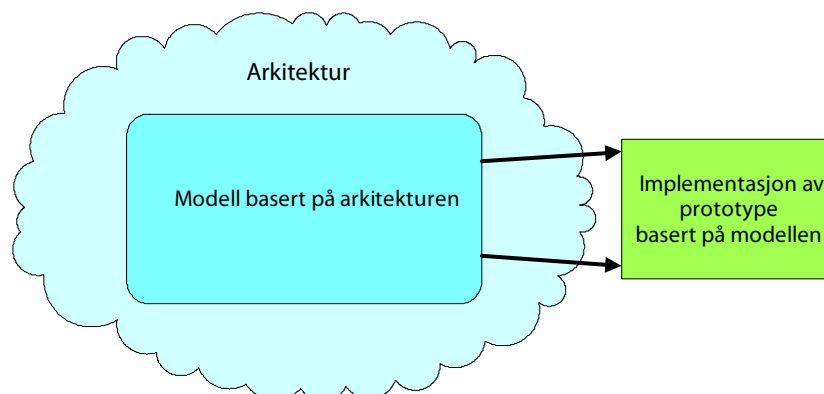 Arkitektur
Modell basert på arkitekturen
Implementasjon av
prototype
basert på modellen